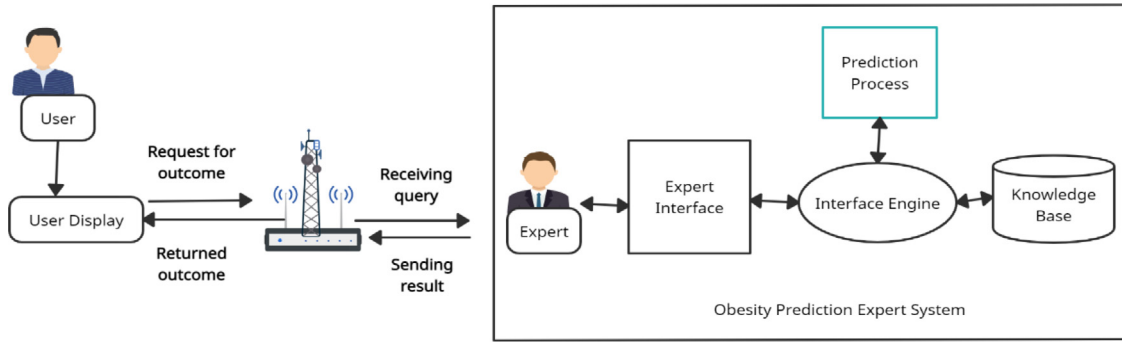 User
User Display
Request for
outcome
Returned
outcome
Receiving
query
Sending
result
Expert
Expert
Interface
Prediction
Process
Interface Engine
Knowledge
Base
Obesity Prediction Expert System